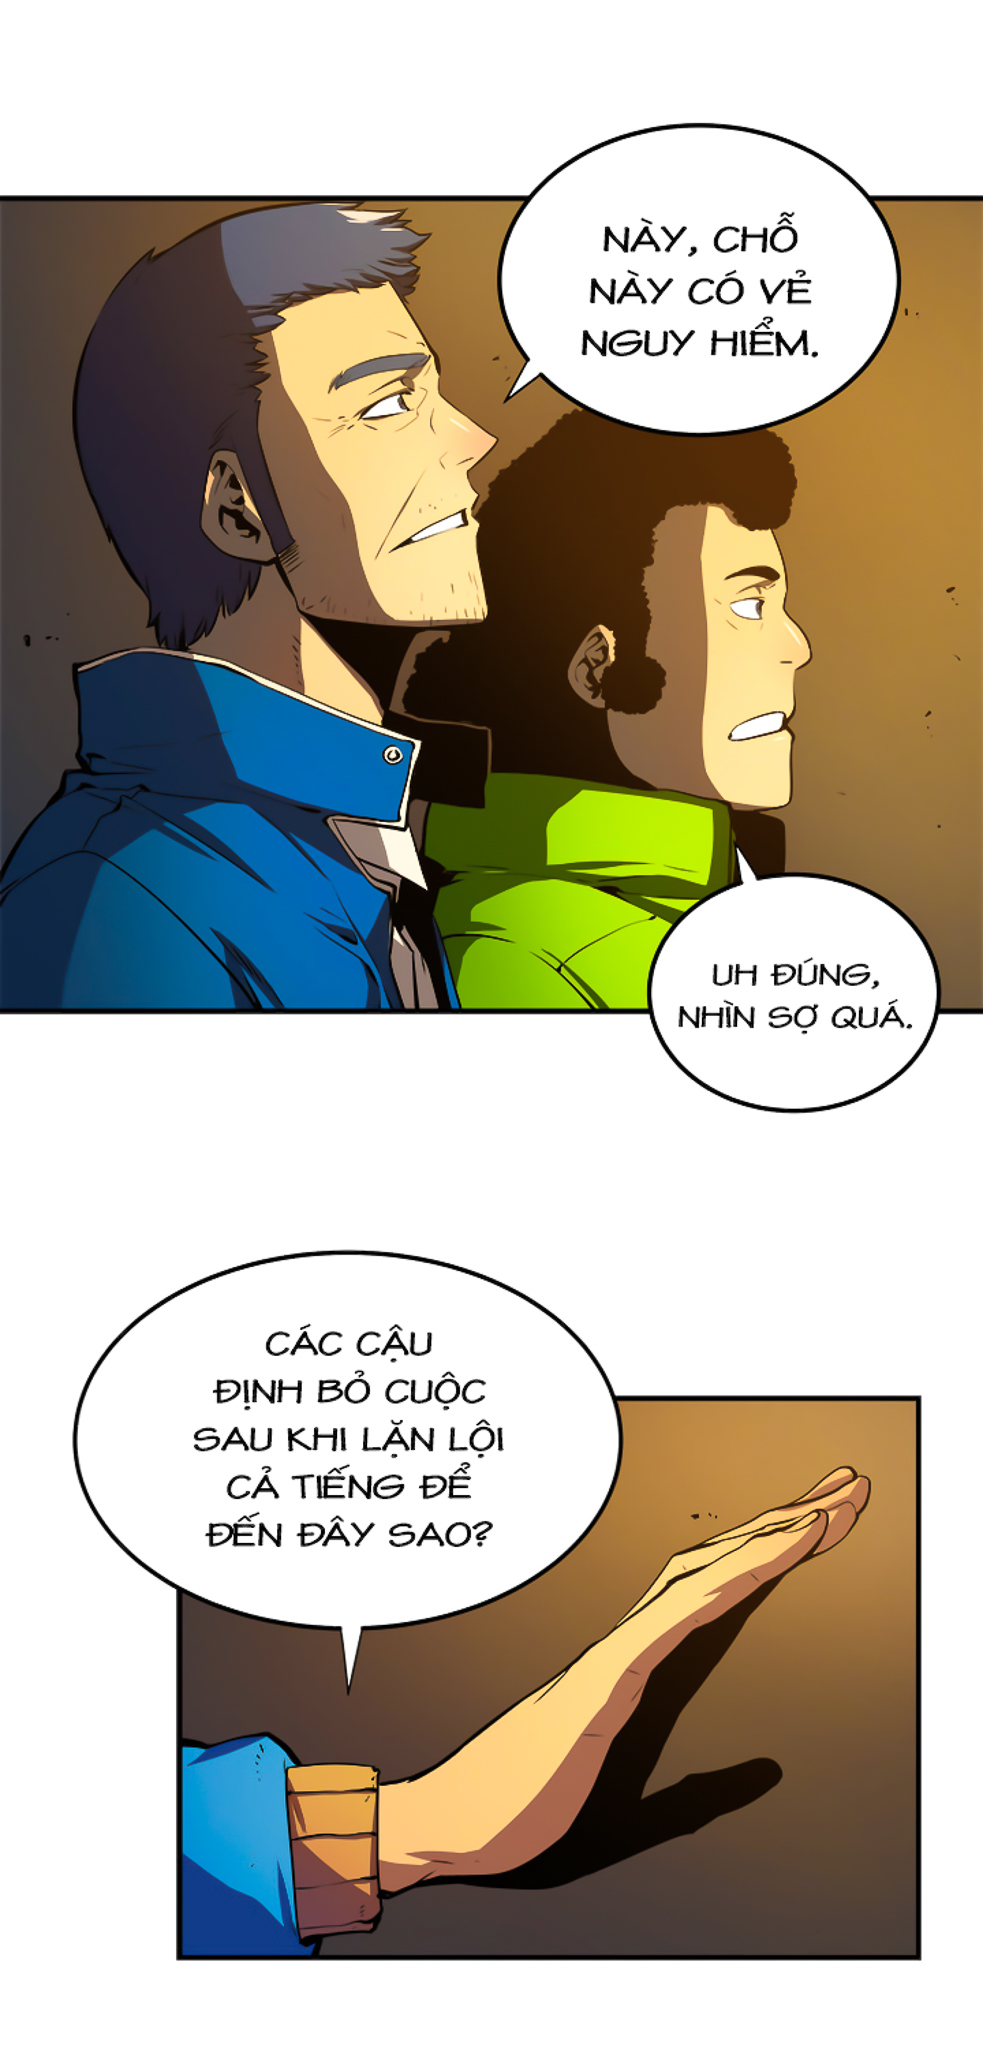 NÀY, CHỖ
NÀY CÓ VẺ
NGUY HIỂM.
UH ĐÚNG,
NHÌN SỢ QUÁ.
CÁC CẬU
ĐỊNH BỎ CUỘC
SAU KHI LẶN LỘI
CẢ TIẾNG ĐỂ
ĐẾN ĐÂY SAO?